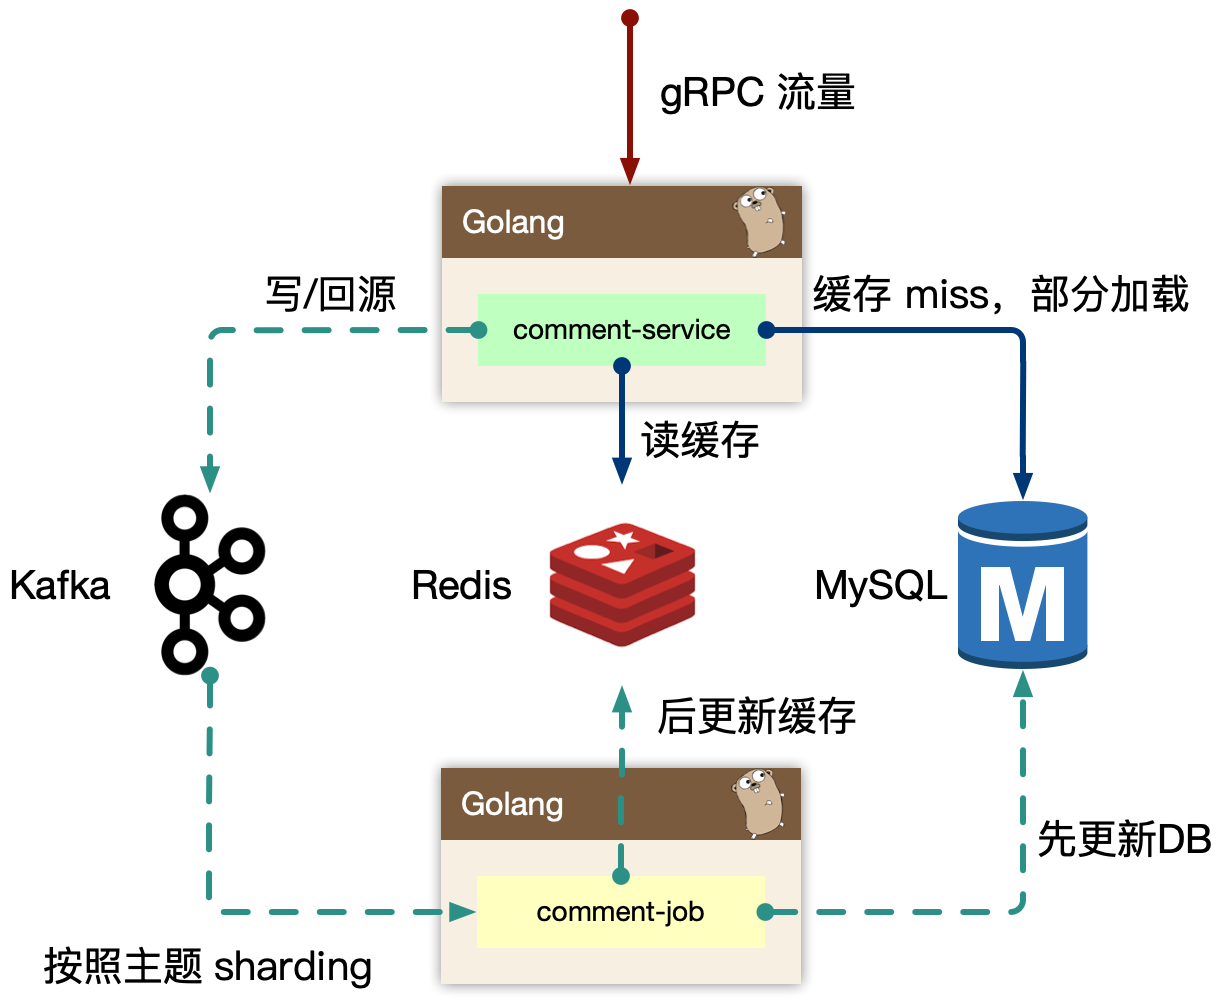 gRPC 流量
Golang
写/回源
comment-service
缓存 miss，部分加载
读缓存
Kafka
Redis
MySQL
M
后更新缓存
Golang
先更新DB
comment-job
按照主题 sharding